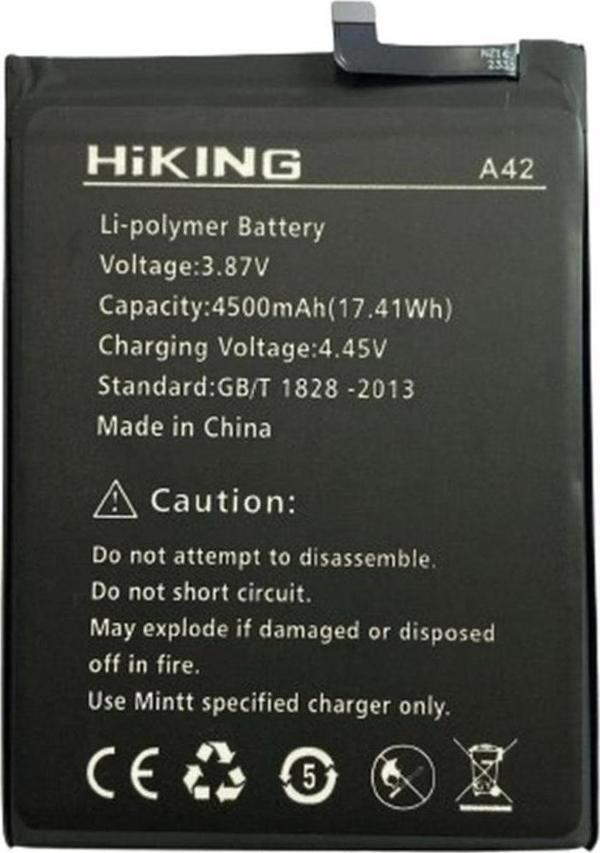 NZ14
2335
HiKING
A42
Li-polymer Battery
Voltage:3.87V
Capacity:4500mAh(17.41Wh)
Charging Voltage:4.45V
Standard:GB/T 1828 -2013
Made in China
Caution:
Do not attempt to disassemble.
Do not short circuit.
May explode if damaged or disposed
off in fire.
Use Mintt specified charger only.
CE
5